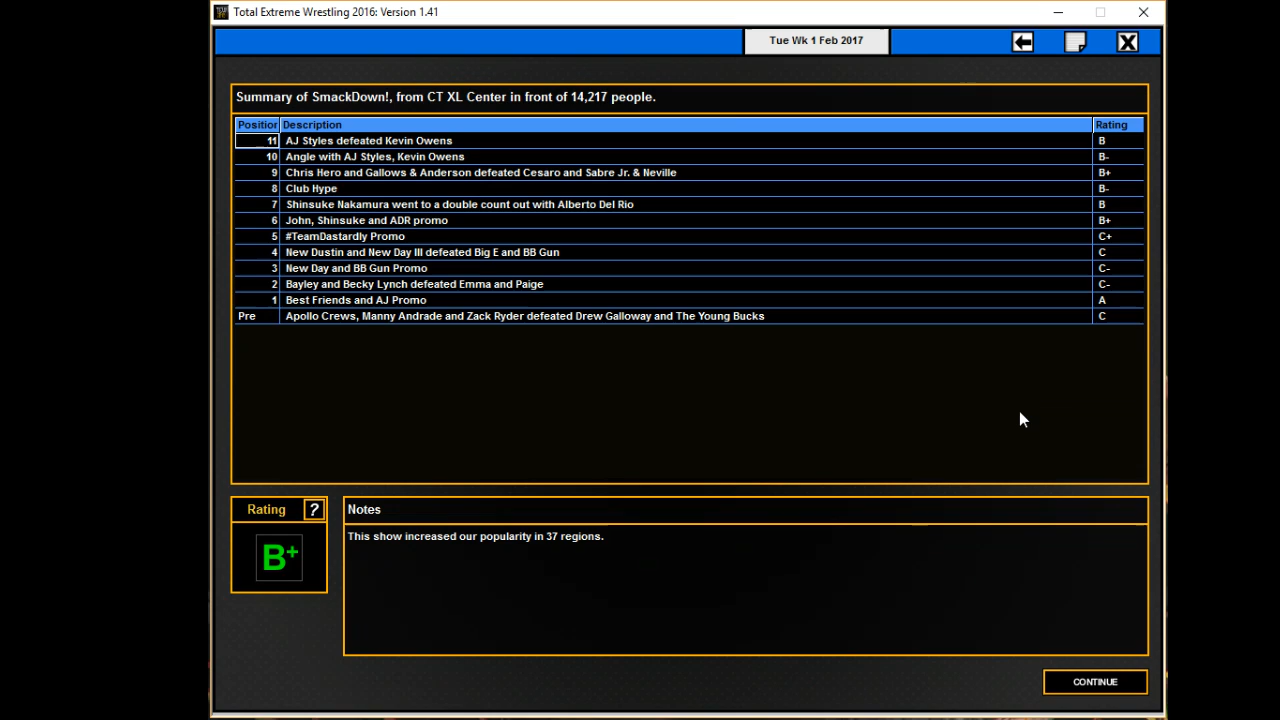 Total Extreme Wrestling 2016: Version 1.41
Tue Wk 1 Feb 2017
Summary of SmackDown!, from CT XL Center in front of 14,217 people.
Position Description Rating
11 AJ Styles defeated Kevin Owens B
10 Angle with AJ Styles, Kevin Owens B-
9 Chris Hero and Gallows & Anderson defeated Cesaro and Sabre Jr. & Neville B+
8 Club Hype B-
7 Shinsuke Nakamura went to a double count out with Alberto Del Rio B
6 John, Shinsuke and ADR promo B+
5 #TeamDastardly Promo C+
4 New Dustin and New Day III defeated Big E and BB Gun C
3 New Day and BB Gun Promo C-
2 Bayley and Becky Lynch defeated Emma and Paige C-
1 Best Friends and AJ Promo A
Pre Apollo Crews, Manny Andrade and Zack Ryder defeated Drew Galloway and The Young Bucks C
Rating ? Notes
B+
This show increased our popularity in 37 regions.
CONTINUE